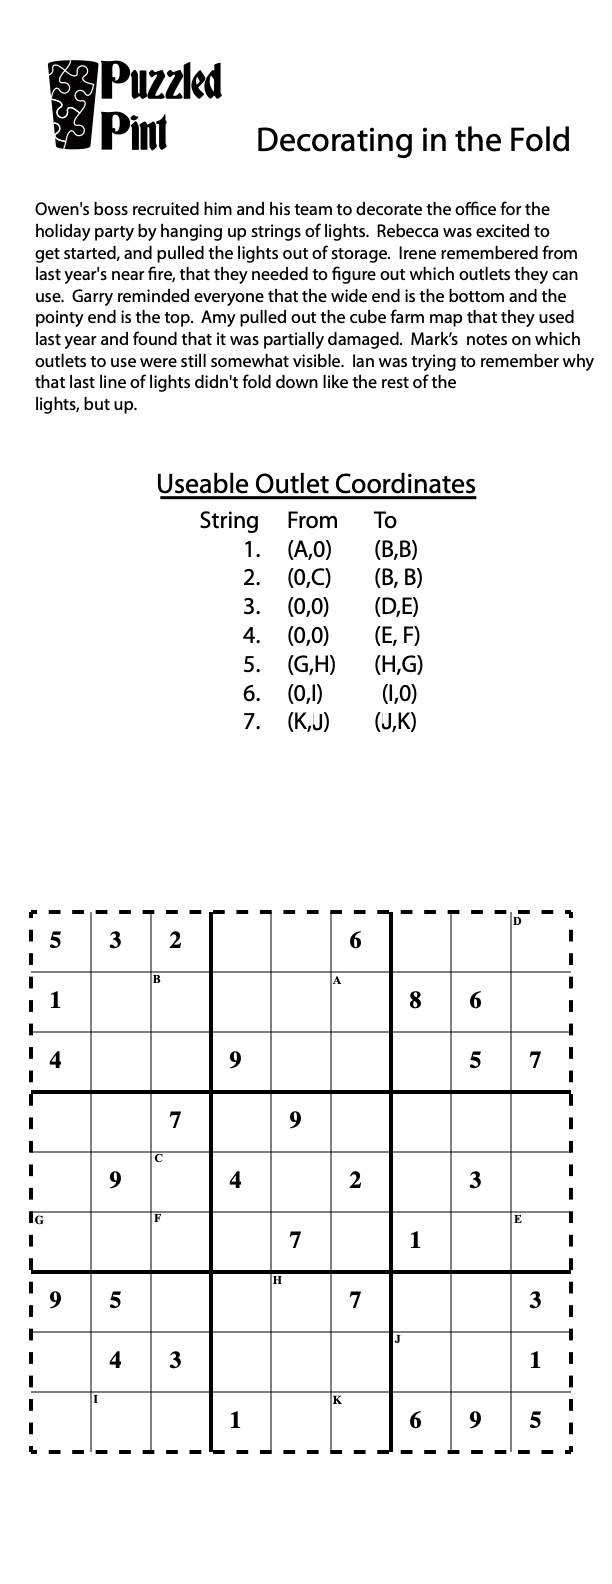 Puzzled
Pint
Decorating in the Fold
Owen's boss recruited him and his team to decorate the office for the
holiday party by hanging up strings of lights.  Rebecca was excited to
get started, and pulled the lights out of storage.  Irene remembered from
last year's near fire, that they needed to figure out which outlets they can
use.  Garry reminded everyone that the wide end is the bottom and the
pointy end is the top.  Amy pulled out the cube farm map that they used
last year and found that it was partially damaged.  Mark’s  notes on which
outlets to use were still somewhat visible.  Ian was trying to remember why
that last line of lights didn't fold down like the rest of the
lights, but up.
Useable Outlet Coordinates
String From To
1. (A,0) (B,B)
2. (0,C) (B, B)
3. (0,0) (D,E)
4. (0,0) (E, F)
5. (G,H) (H,G)
6. (0,I) (I,0)
7. (K,J) (J,K)
D
5 3 2 6
B A
1 8 6
4 9 5 7
7 9
C
9 4 2 3
G F E
7 1
H
9 5 7 3
J
4 3 1
I K
1 6 9 5